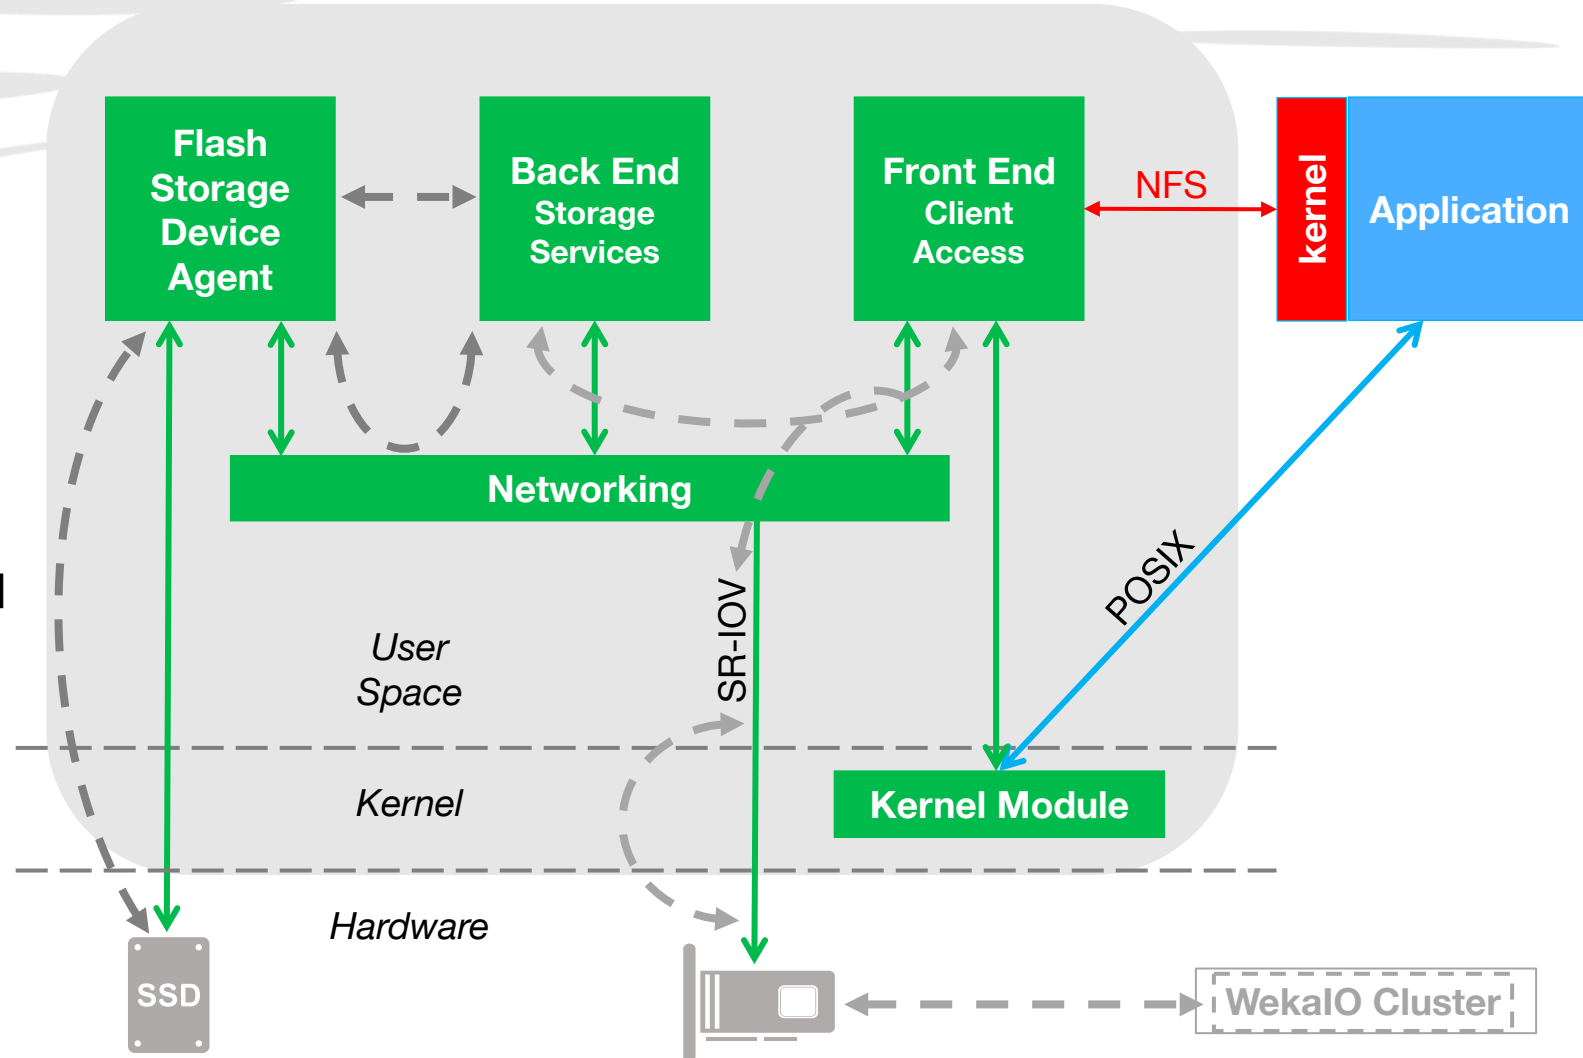 Flash
Storage
Device
Agent
Back End
Storage
Services
Front End
Client
Access
NFS
kernel
Application
Networking
SR-IOV
POSIX
User
Space
Kernel
Kernel Module
Hardware
SSD
WekaIO Cluster